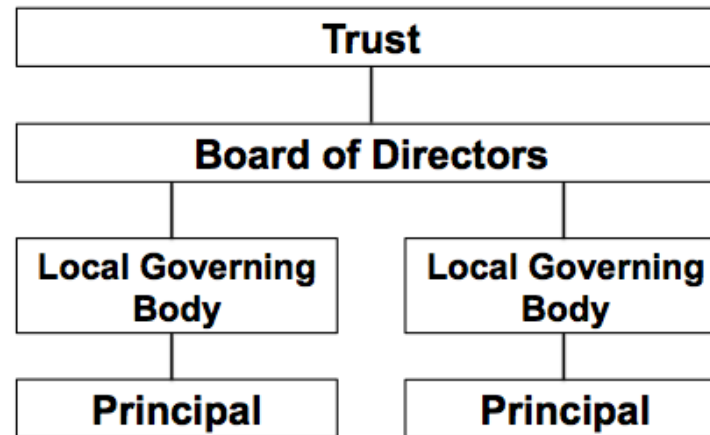 Trust
Board of Directors
Local Governing
Body
Local Governing
Body
Principal
Principal